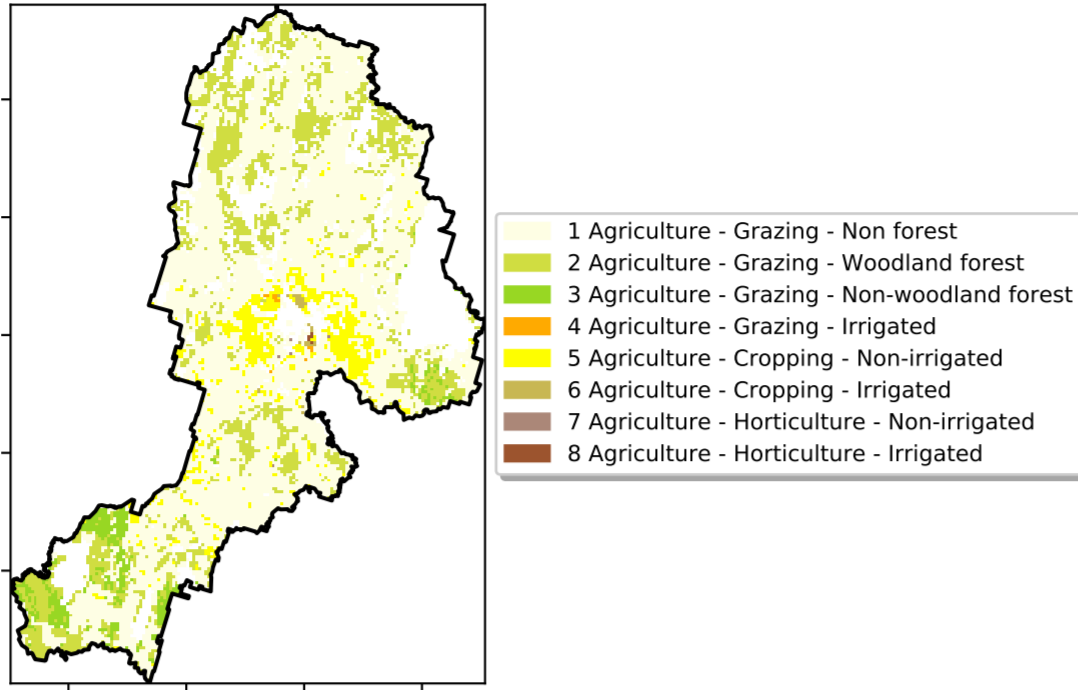 1 Agriculture - Grazing - Non forest
2 Agriculture - Grazing - Woodland forest
3 Agriculture - Grazing - Non-woodland forest
4 Agriculture - Grazing - Irrigated
5 Agriculture - Cropping - Non-irrigated
6 Agriculture - Cropping - Irrigated
7 Agriculture - Horticulture - Non-irrigated
8 Agriculture - Horticulture - Irrigated